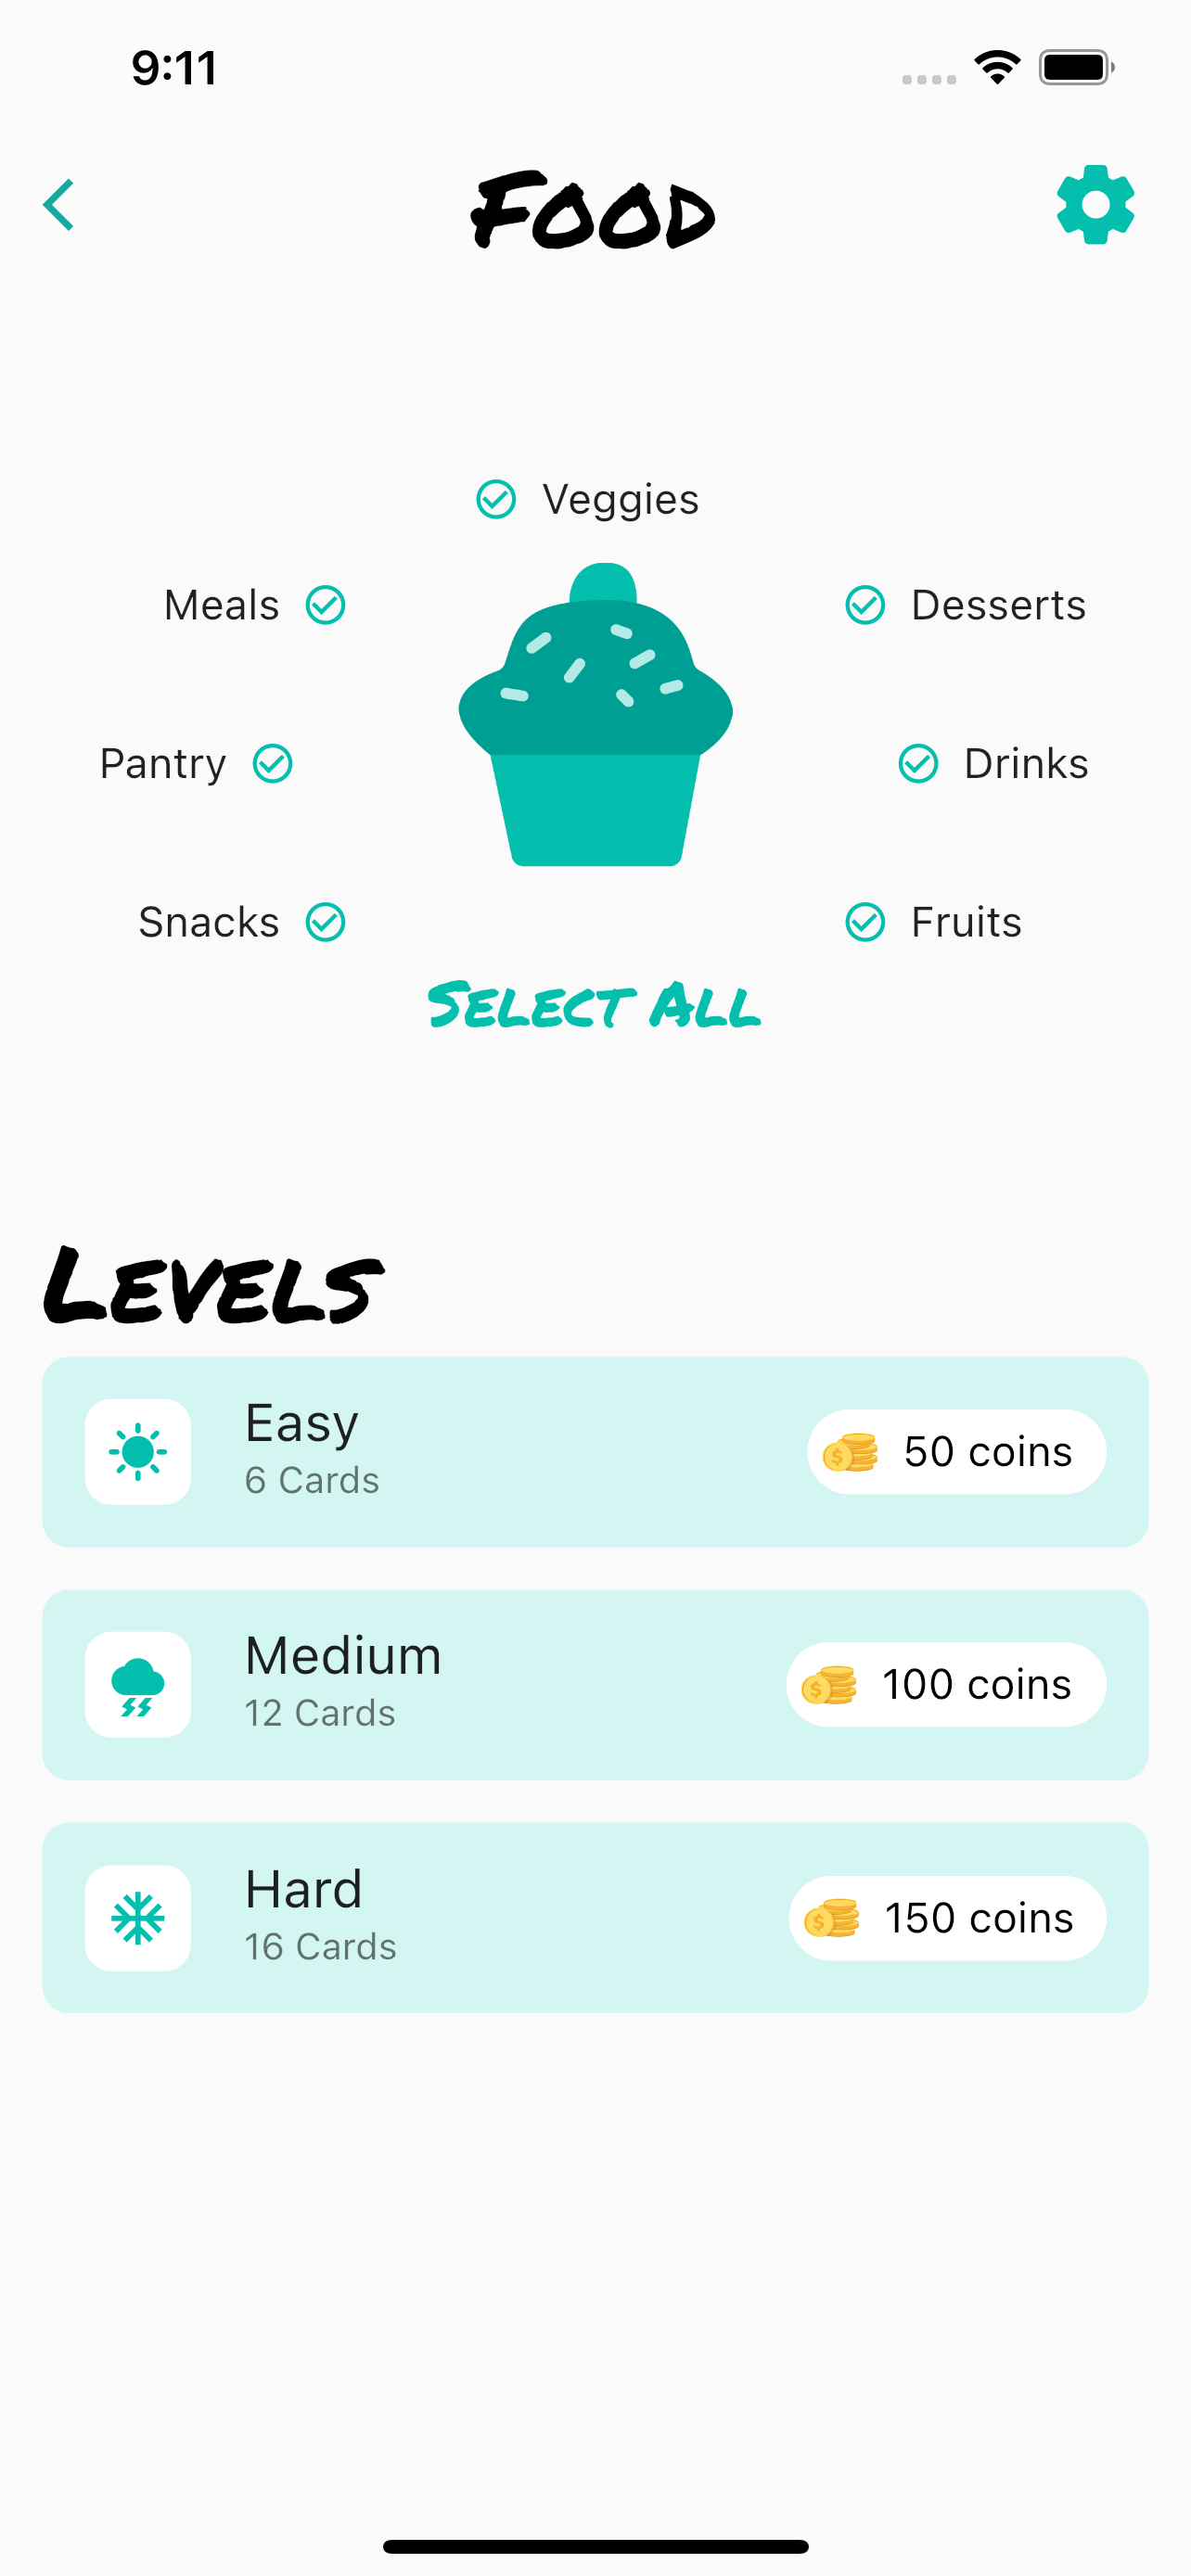 9:11
Food
Veggies
Meals
Desserts
Pantry
Drinks
Snacks
Fruits
Select All
Levels
Easy
6 Cards
50 coins
Medium
12 Cards
100 coins
Hard
16 Cards
150 coins